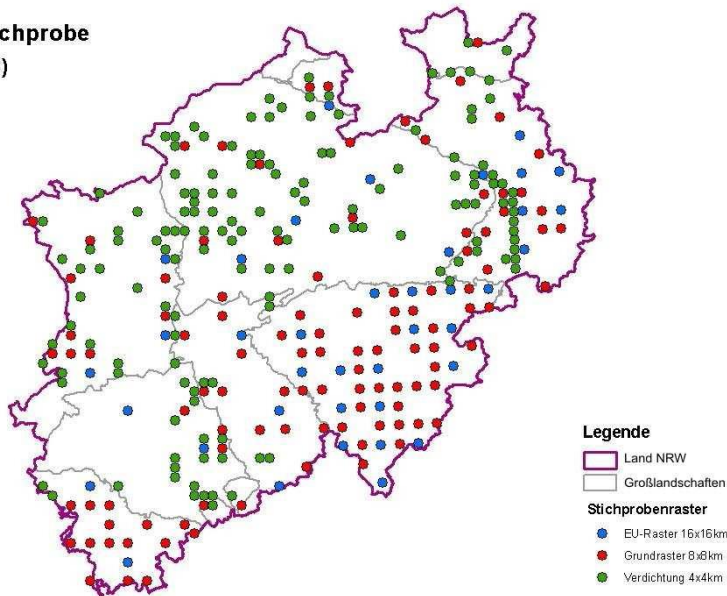 chprobe
)
Legende
Land NRW
Großlandschaften
Stichprobenraster
EU-Raster 16x16km
Grundraster 8x8km
Verdichtung 4x4km